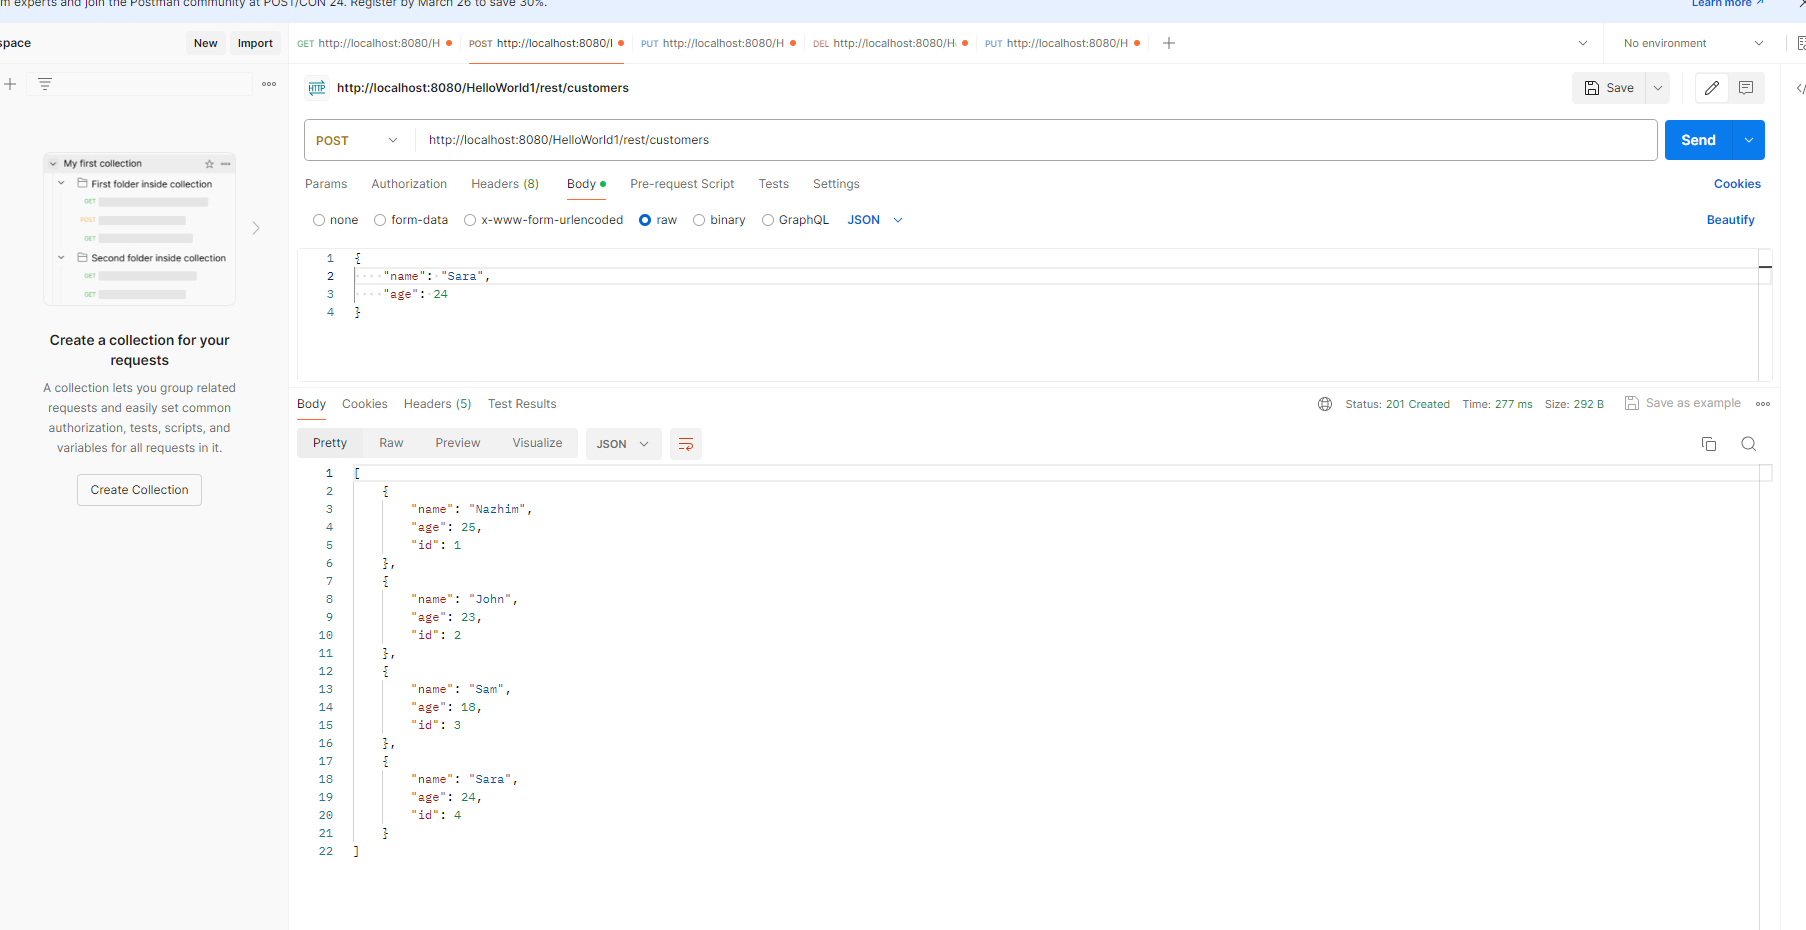 m experts and join the Postman community at POST/CON 24. Register by March 26 to save 30%. Learn more ↗
space New Import GET http://localhost:8080/H POST http://localhost:8080/I PUT http://localhost:8080/H DEL http://localhost:8080/H PUT http://localhost:8080/H No environment
HTTP http://localhost:8080/HelloWorld1/rest/customers Save
POST http://localhost:8080/HelloWorld1/rest/customers Send
Params Authorization Headers (8) Body Pre-request Script Tests Settings Cookies
none form-data x-www-form-urlencoded raw binary GraphQL JSON Beautify
1 {
2 "name": "Sara",
3 "age": 24
4 }
My first collection
First folder inside collection
GET
POST
GET
Second folder inside collection
GET
GET
Create a collection for your
requests
A collection lets you group related
requests and easily set common
authorization, tests, scripts, and
variables for all requests in it.
Create Collection
Body Cookies Headers (5) Test Results Status: 201 Created Time: 277 ms Size: 292 B Save as example
Pretty Raw Preview Visualize JSON
1 [
2 {
3 "name": "Nazhim",
4 "age": 25,
5 "id": 1
6 },
7 {
8 "name": "John",
9 "age": 23,
10 "id": 2
11 },
12 {
13 "name": "Sam",
14 "age": 18,
15 "id": 3
16 },
17 {
18 "name": "Sara",
19 "age": 24,
20 "id": 4
21 }
22 ]